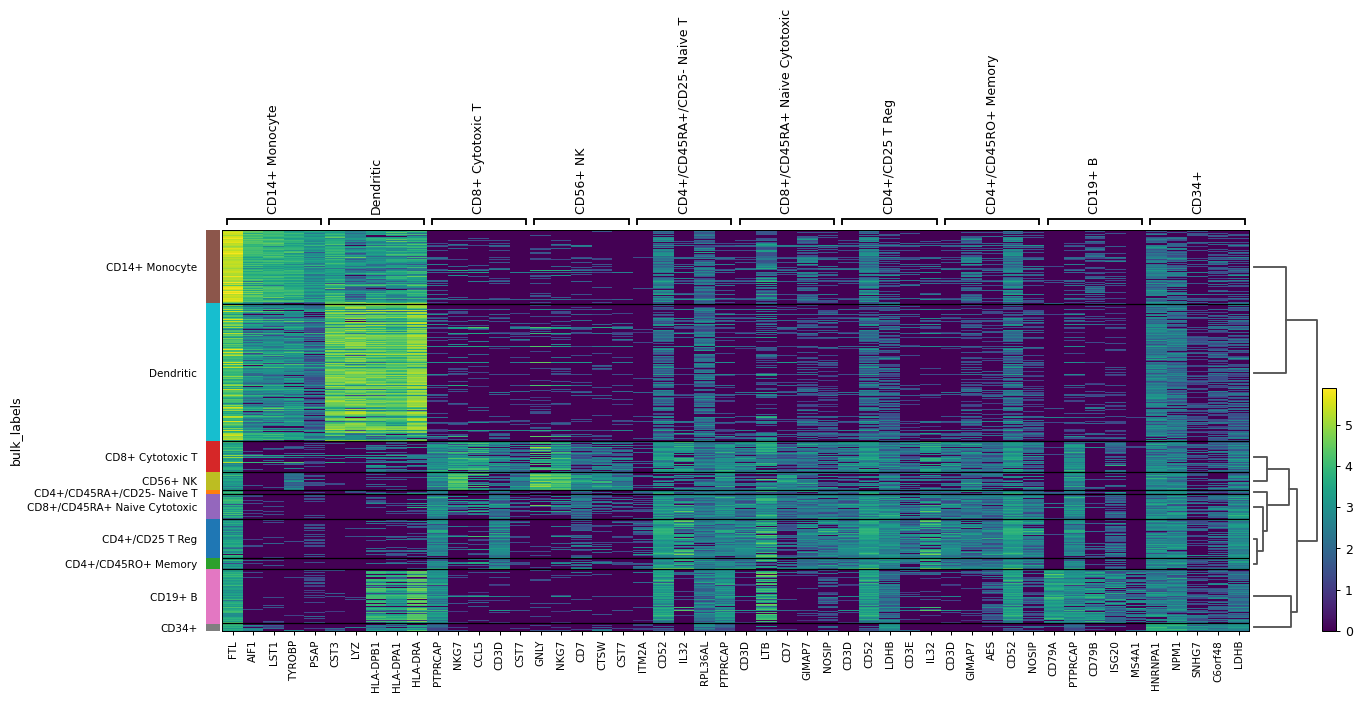 CD14+ Monocyte
Dendritic
CD8+ Cytotoxic T
CD56+ NK
CD4+/CD45RA+/CD25- Naive T
CD8+/CD45RA+ Naive Cytotoxic
CD4+/CD25 T Reg
CD4+/CD45RO+ Memory
CD19+ B
CD34+
bulk_labels
CD14+ Monocyte
Dendritic
CD8+ Cytotoxic T
CD56+ NK
CD4+/CD45RA+/CD25- Naive T
CD8+/CD45RA+ Naive Cytotoxic
CD4+/CD25 T Reg
CD4+/CD45RO+ Memory
CD19+ B
CD34+
FTL
AIF1
LST1
TYROBP
PSAP
CST3
LYZ
HLA-DPB1
HLA-DPA1
HLA-DRA
PTPRCAP
NKG7
CCL5
CD3D
CST7
GNLY
NKG7
CD7
CTSW
CST7
ITM2A
CD52
IL32
RPL36AL
PTPRCAP
CD3D
LTB
CD7
GIMAP7
NOSIP
CD3D
CD52
LDHB
CD3E
IL32
CD3D
GIMAP7
AES
CD52
NOSIP
CD79A
PTPRCAP
CD79B
ISG20
MS4A1
HNRNPA1
NPM1
SNHG7
C6orf48
LDHB
5
4
3
2
1
0